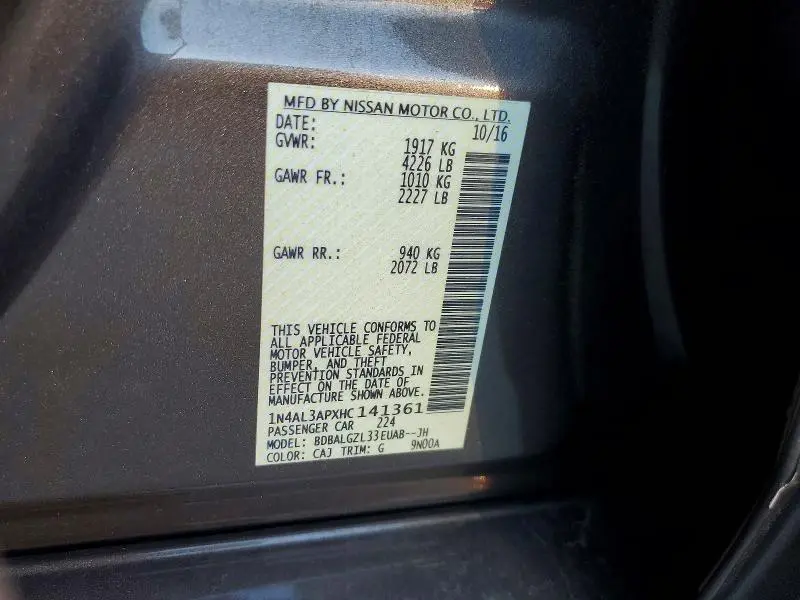 MFD BY NISSAN MOTOR CO., LTD.
DATE: 10/16
GVWR: 1917 KG
4226 LB
GAWR FR.: 1010 KG
2227 LB
GAWR RR.: 940 KG
2072 LB
THIS VEHICLE CONFORMS TO
ALL APPLICABLE FEDERAL
MOTOR VEHICLE SAFETY,
BUMPER, AND THEFT
PREVENTION STANDARDS IN
EFFECT ON THE DATE OF
MANUFACTURE SHOWN ABOVE.
1N4AL3APXHC141361
PASSENGER CAR 224
MODEL: BDBALGZL33EUAB--JH
COLOR: CAJ TRIM: G 9N00A